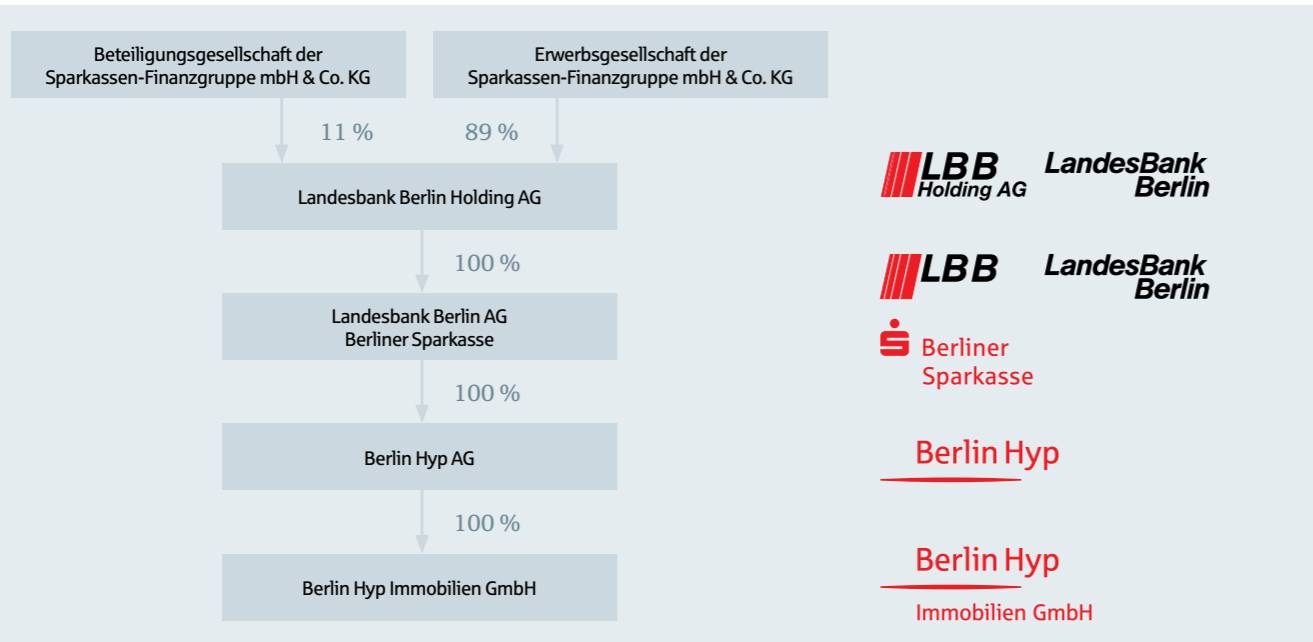 Beteiligungsgesellschaft der
Sparkassen-Finanzgruppe mbH & Co. KG
Erwerbsgesellschaft der
Sparkassen-Finanzgruppe mbH & Co. KG
11 %
89 %
Landesbank Berlin Holding AG
LBB
Holding AG
LandesBank
Berlin
100 %
Landesbank Berlin AG
Berliner Sparkasse
LBB
LandesBank
Berlin
Berliner
Sparkasse
100 %
Berlin Hyp AG
Berlin Hyp
100 %
Berlin Hyp Immobilien GmbH
Berlin Hyp
Immobilien GmbH